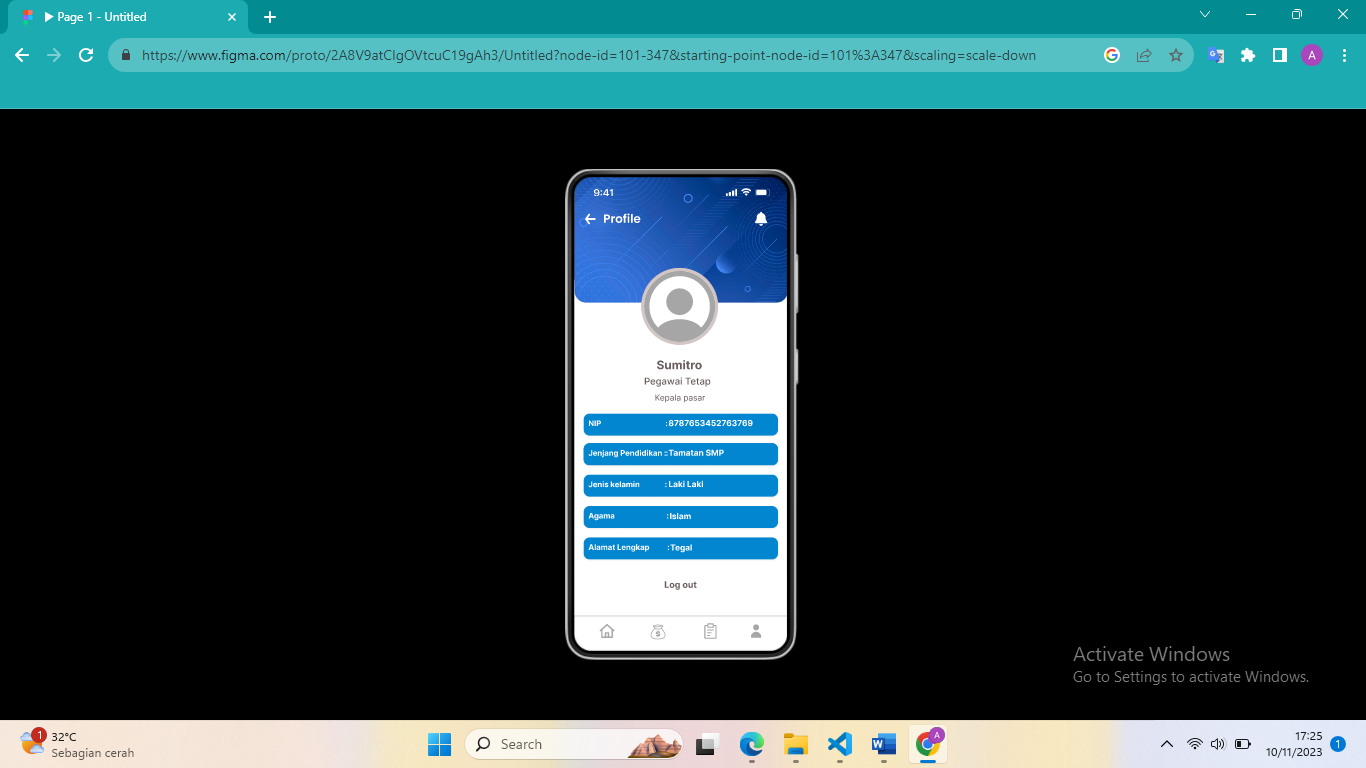 Page 1 - Untitled
https://www.figma.com/proto/2A8V9atClgOVtcuC19gAh3/Untitled?node-id=101-347&starting-point-node-id=101%3A347&scaling=scale-down
A
9:41
Profile
Sumitro
Pegawai Tetap
Kepala pasar
NIP :8787653452763769
Jenjang Pendidikan ::Tamatan SMP
Jenis kelamin : Laki Laki
Agama :Islam
Alamat Lengkap :Tegal
Log out
Activate Windows
Go to Settings to activate Windows.
1
32°C
Sebagian cerah
Search
A
17:25
10/11/2023
1